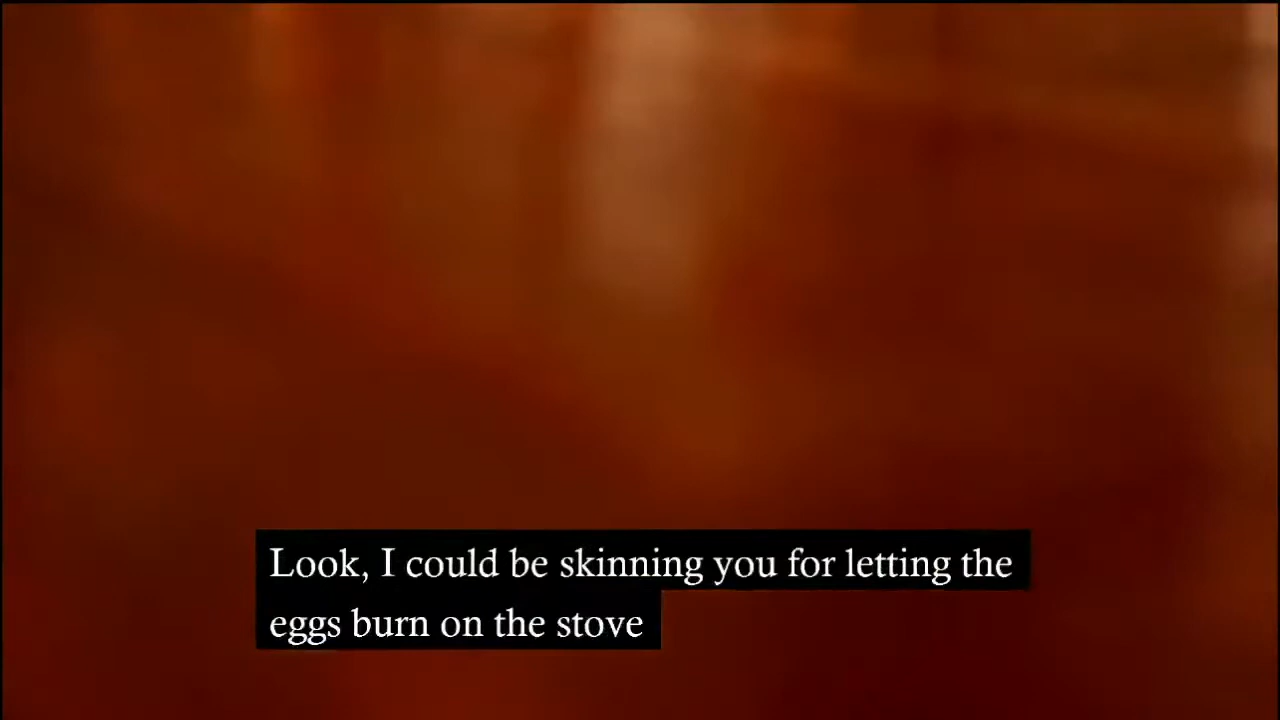 Look, I could be skinning you for letting the
eggs burn on the stove